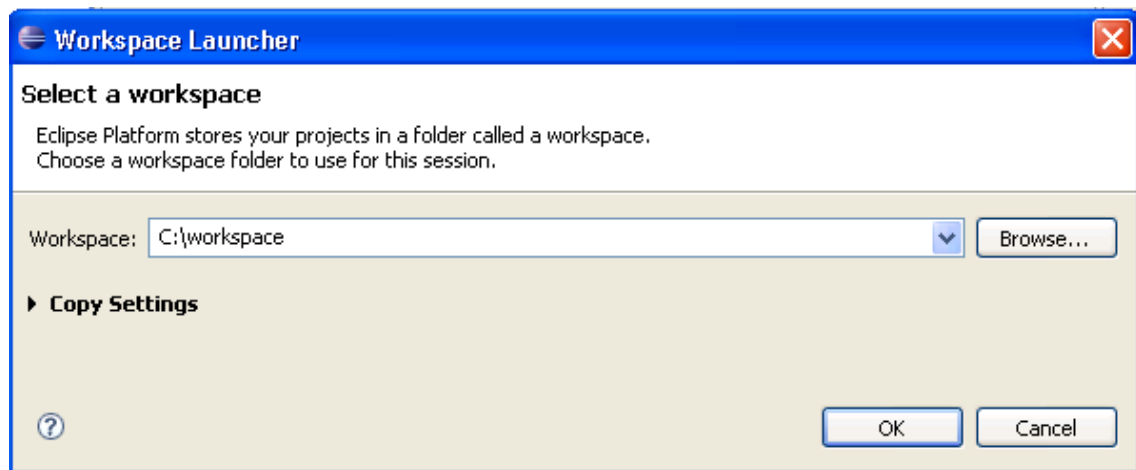 Workspace Launcher
Select a workspace
Eclipse Platform stores your projects in a folder called a workspace.
Choose a workspace folder to use for this session.
Workspace: C:\workspace Browse...
Copy Settings
? OK Cancel